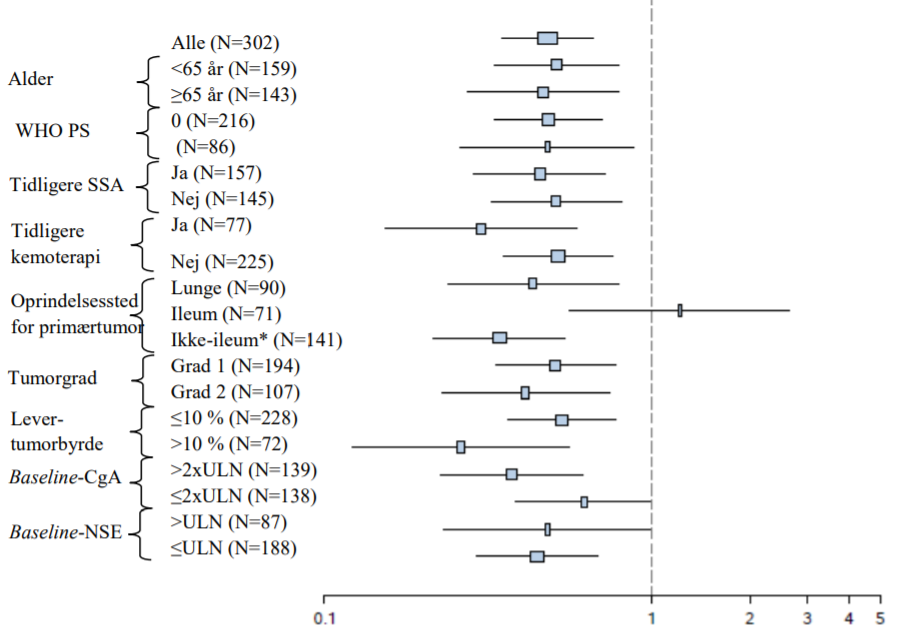 Alle (N=302)
Alder
<65 år (N=159)
≥65 år (N=143)
WHO PS
0 (N=216)
(N=86)
Tidligere SSA
Ja (N=157)
Nej (N=145)
Tidligere
kemoterapi
Ja (N=77)
Nej (N=225)
Oprindelsessted
for primærtumor
Lunge (N=90)
Ileum (N=71)
Ikke-ileum* (N=141)
Tumorgrad
Grad 1 (N=194)
Grad 2 (N=107)
Lever-
tumorbyrde
≤10 % (N=228)
>10 % (N=72)
Baseline-CgA
>2xULN (N=139)
≤2xULN (N=138)
Baseline-NSE
>ULN (N=87)
≤ULN (N=188)
0.1 1 2 3 4 5